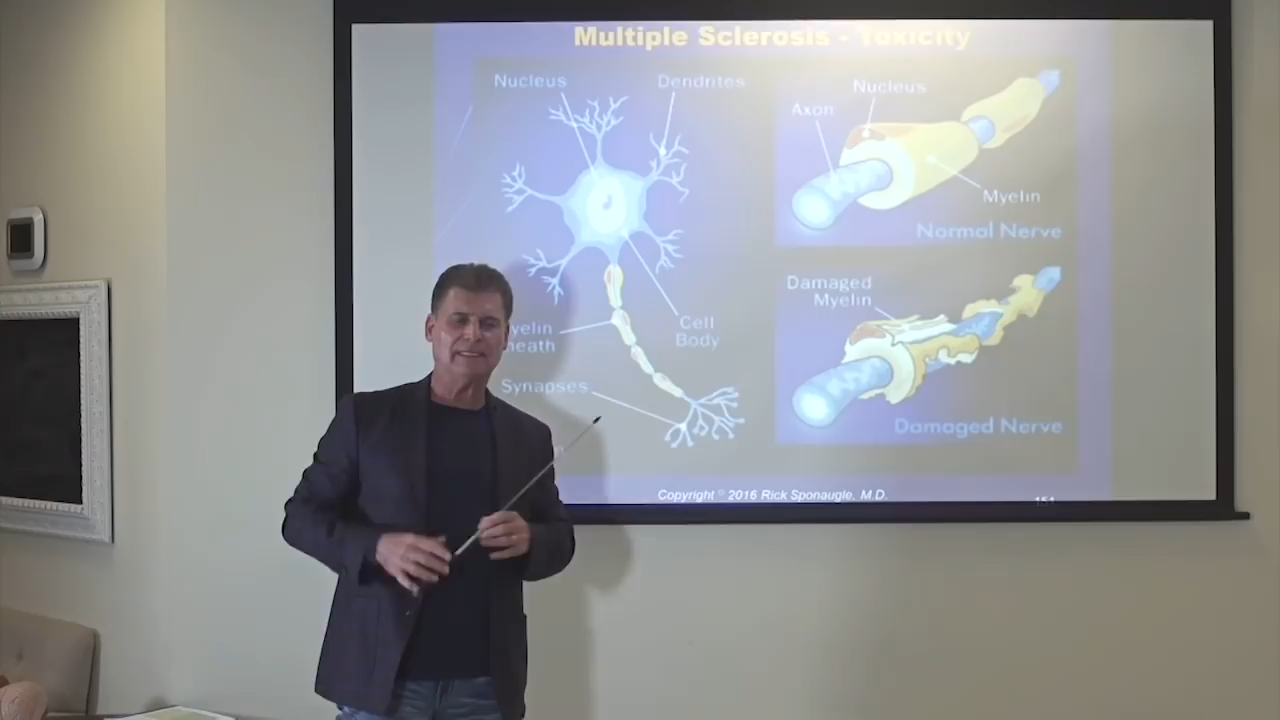 Multiple Sclerosis - Toxicity
Nucleus
Dendrites
Cell
Body
Synapses
Nucleus
Axon
Myelin
Normal Nerve
Damaged
Myelin
Damaged Nerve
Copyright © 2016 Rick Sponaugle, M.D.
151